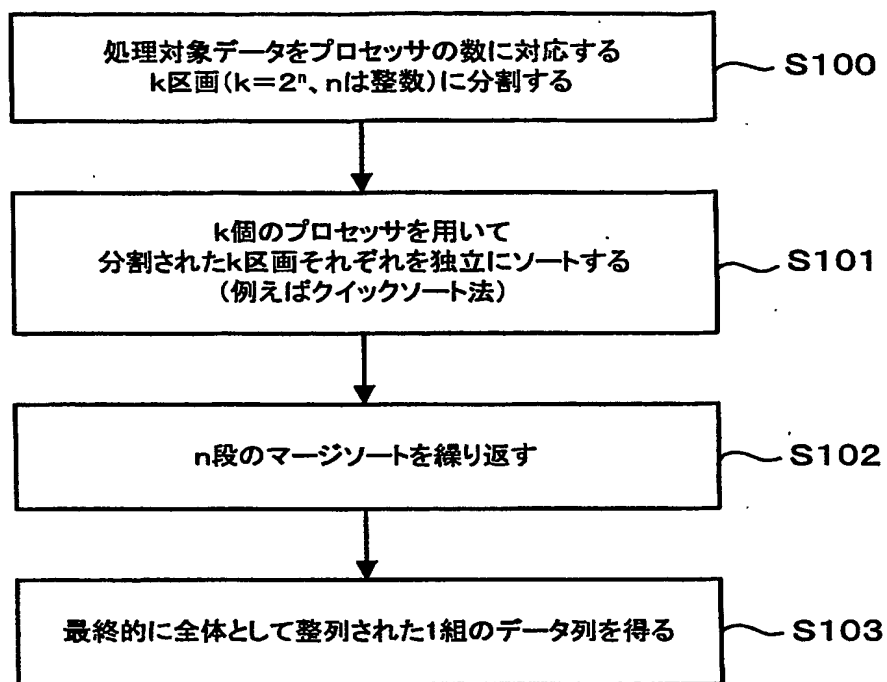 処理対象データをプロセッサの数に対応する
k区画(k=2ⁿ、nは整数)に分割する
S100
k個のプロセッサを用いて
分割されたk区画それぞれを独立にソートする
(例えばクイックソート法)
S101
n段のマージソートを繰り返す
S102
最終的に全体として整列された1組のデータ列を得る
S103